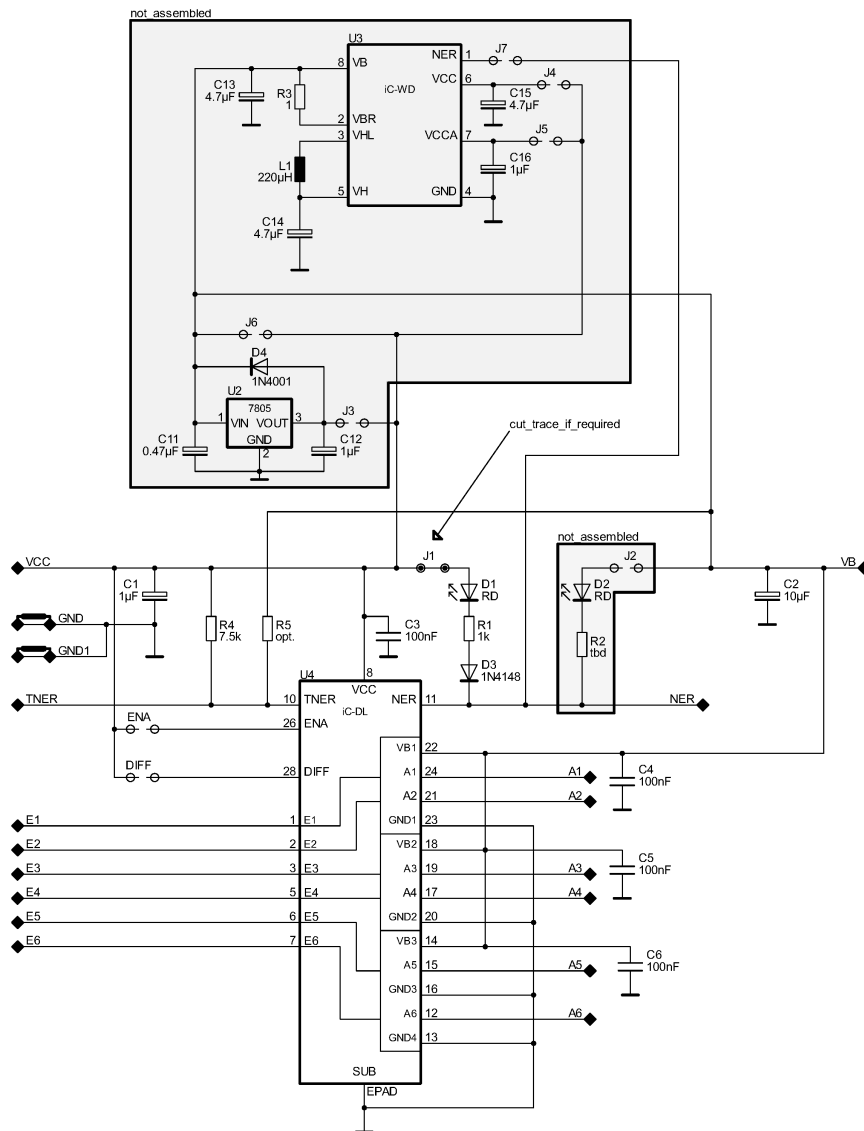 not_assembled
U3
iC-WD
8 VB
NER 1
J7
VCC 6
J4
C13
4.7µF
R3
1
C15
4.7µF
2 VBR
3 VHL
VCCA 7
J5
L1
220µH
C16
1µF
5 VH
GND 4
C14
4.7µF
J6
D4
1N4001
U2
7805
1 VIN VOUT 3
GND
2
J3
C11
0.47µF
C12
1µF
cut_trace_if_required
not_assembled
VCC
J1
J2
VB
C1
1µF
D1
RD
D2
RD
C2
10µF
GND
GND1
R4
7.5k
R5
opt.
C3
100nF
R1
1k
R2
tbd
D3
1N4148
U4
8
VCC
TNER
10 TNER
iC-DL
NER 11
NER
ENA
26 ENA
DIFF
28 DIFF
VB1 22
A1 24 A1
A2 21 A2
GND1 23
C4
100nF
E1 1 E1
E2 2 E2
E3 3 E3
E4 5 E4
E5 6 E5
E6 7 E6
VB2 18
A3 19 A3
A4 17 A4
GND2 20
C5
100nF
VB3 14
A5 15 A5
GND3 16
A6 12 A6
GND4 13
C6
100nF
SUB
EPAD